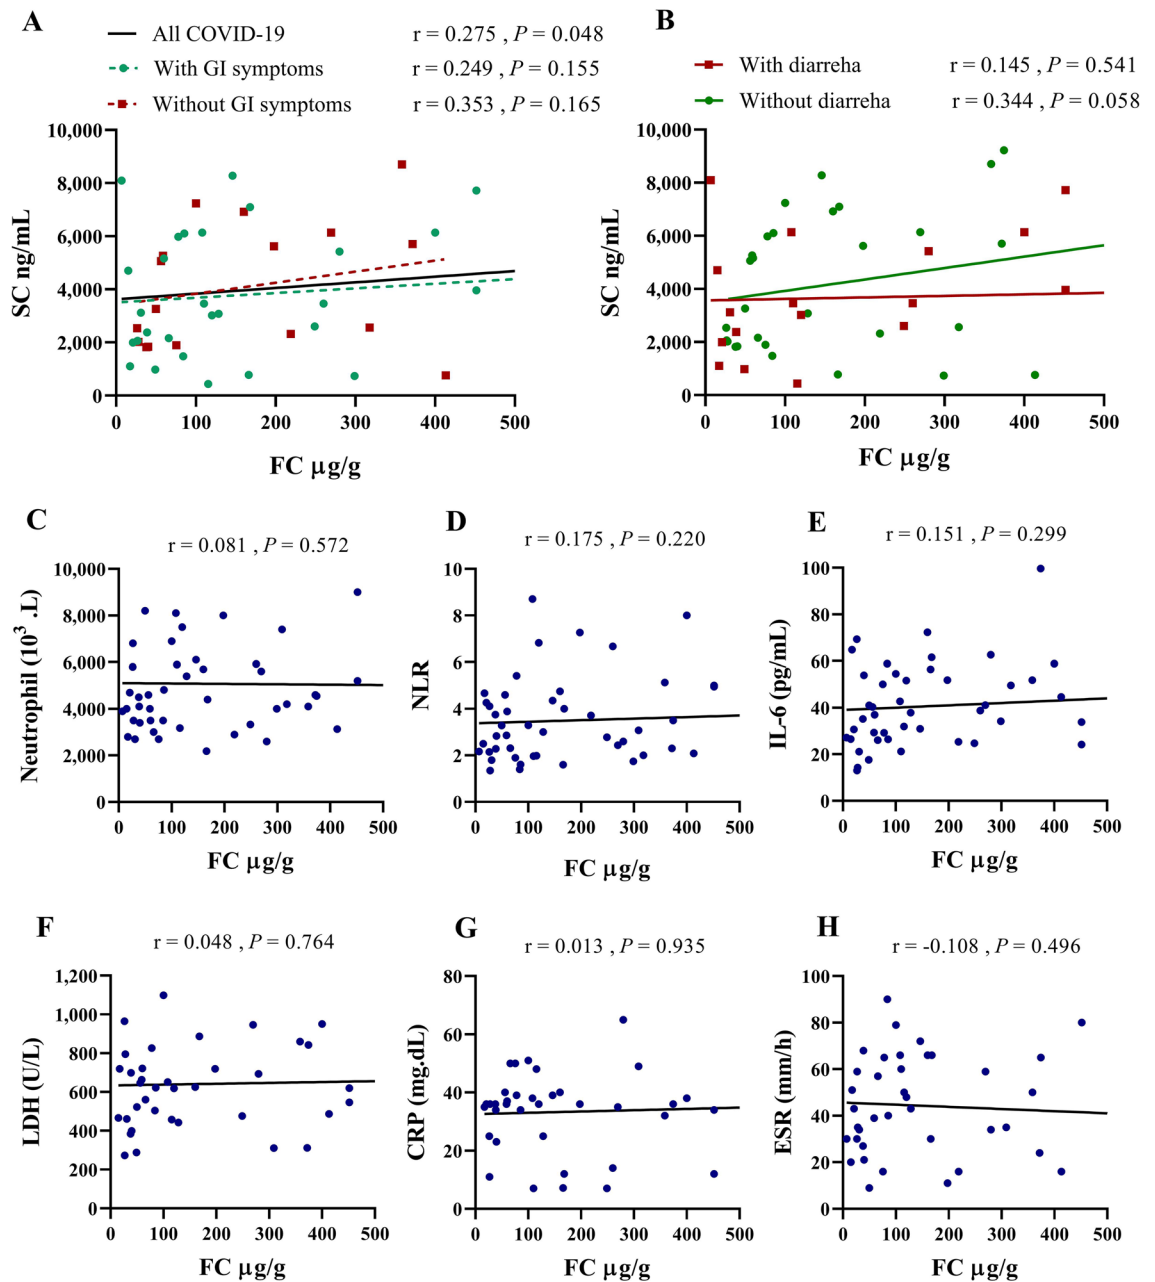 A
All COVID-19 r = 0.275 , P = 0.048
With GI symptoms r = 0.249 , P = 0.155
Without GI symptoms r = 0.353 , P = 0.165
SC ng/mL
10,000
8,000
6,000
4,000
2,000
0
0 100 200 300 400 500
FC µg/g
B
With diarreha r = 0.145 , P = 0.541
Without diarreha r = 0.344 , P = 0.058
SC ng/mL
10,000
8,000
6,000
4,000
2,000
0
0 100 200 300 400 500
FC µg/g
C
r = 0.081 , P = 0.572
Neutrophil (10³ .L)
10,000
8,000
6,000
4,000
2,000
0
0 100 200 300 400 500
FC µg/g
D
r = 0.175 , P = 0.220
NLR
10
8
6
4
2
0
0 100 200 300 400 500
FC µg/g
E
r = 0.151 , P = 0.299
IL-6 (pg/mL)
100
80
60
40
20
0
0 100 200 300 400 500
FC µg/g
F
r = 0.048 , P = 0.764
LDH (U/L)
1,200
1,000
800
600
400
200
0
0 100 200 300 400 500
FC µg/g
G
r = 0.013 , P = 0.935
CRP (mg.dL)
80
60
40
20
0
0 100 200 300 400 500
FC µg/g
H
r = -0.108 , P = 0.496
ESR (mm/h)
100
80
60
40
20
0
0 100 200 300 400 500
FC µg/g